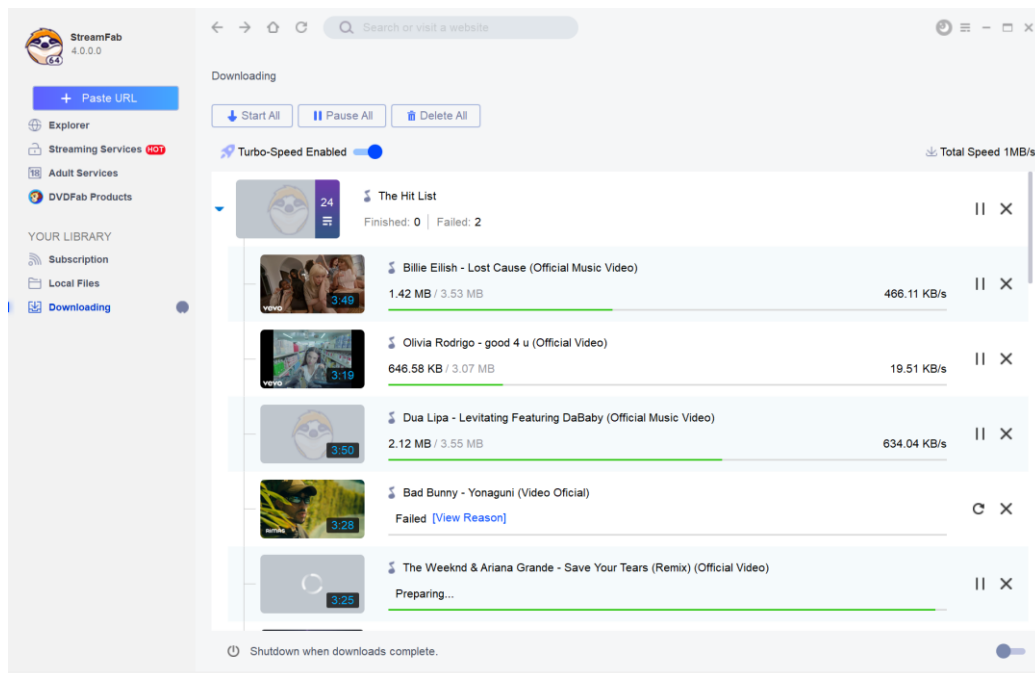 StreamFab
4.0.0.0
64
Search or visit a website
+ Paste URL
Explorer
Streaming Services HOT
18 Adult Services
DVDFab Products
YOUR LIBRARY
Subscription
Local Files
Downloading
Downloading
Start All Pause All Delete All
Turbo-Speed Enabled
Total Speed 1MB/s
24
The Hit List
Finished: 0 Failed: 2
vevo 3:49
Billie Eilish - Lost Cause (Official Music Video)
1.42 MB / 3.53 MB 466.11 KB/s
vevo 3:19
Olivia Rodrigo - good 4 u (Official Video)
646.58 KB / 3.07 MB 19.51 KB/s
3:50
Dua Lipa - Levitating Featuring DaBaby (Official Music Video)
2.12 MB / 3.55 MB 634.04 KB/s
rimas 3:28
Bad Bunny - Yonaguni (Video Oficial)
Failed [View Reason]
3:25
The Weeknd & Ariana Grande - Save Your Tears (Remix) (Official Video)
Preparing...
Shutdown when downloads complete.